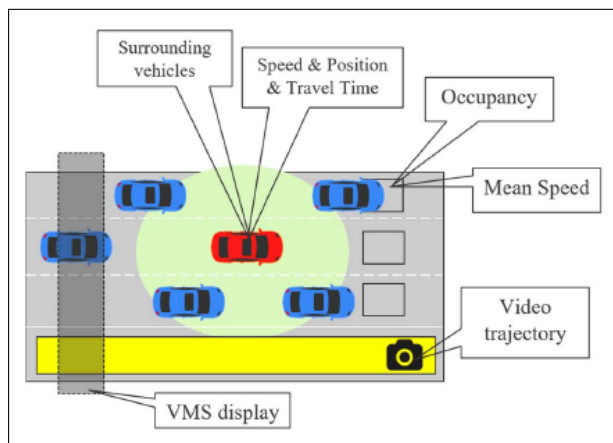 Surrounding
vehicles
Speed & Position
& Travel Time
Occupancy
Mean Speed
Video
trajectory
VMS display